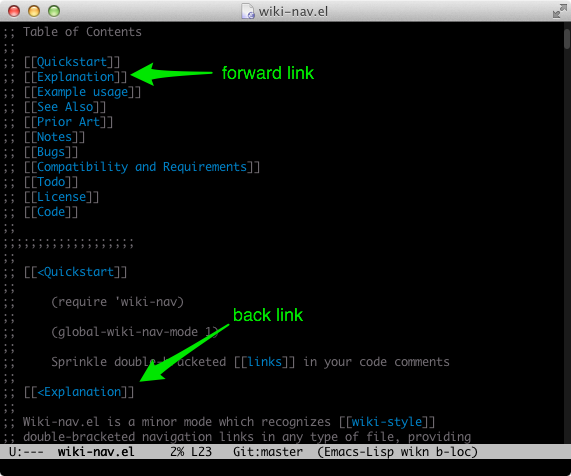 wiki-nav.el
;; Table of Contents
;;
;; [[Quickstart]]
;; [[Explanation]]
forward link
;; [[Example usage]]
;; [[See Also]]
;; [[Prior Art]]
;; [[Notes]]
;; [[Bugs]]
;; [[Compatibility and Requirements]]
;; [[Todo]]
;; [[License]]
;; [[Code]]
;;
;;;;;;;;;;;;;;;;;;;
;;
;; [[<Quickstart]]
;;
;;     (require 'wiki-nav)
;;
back link
;;     (global-wiki-nav-mode 1)
;;
;;     Sprinkle double-bracketed [[links]] in your code comments
;;
;; [[<Explanation]]
;;
;; Wiki-nav.el is a minor mode which recognizes [[wiki-style]]
;; double-bracketed navigation links in any type of file, providing
U:---  wiki-nav.el     2% L23   Git:master  (Emacs-Lisp wikn b-loc)